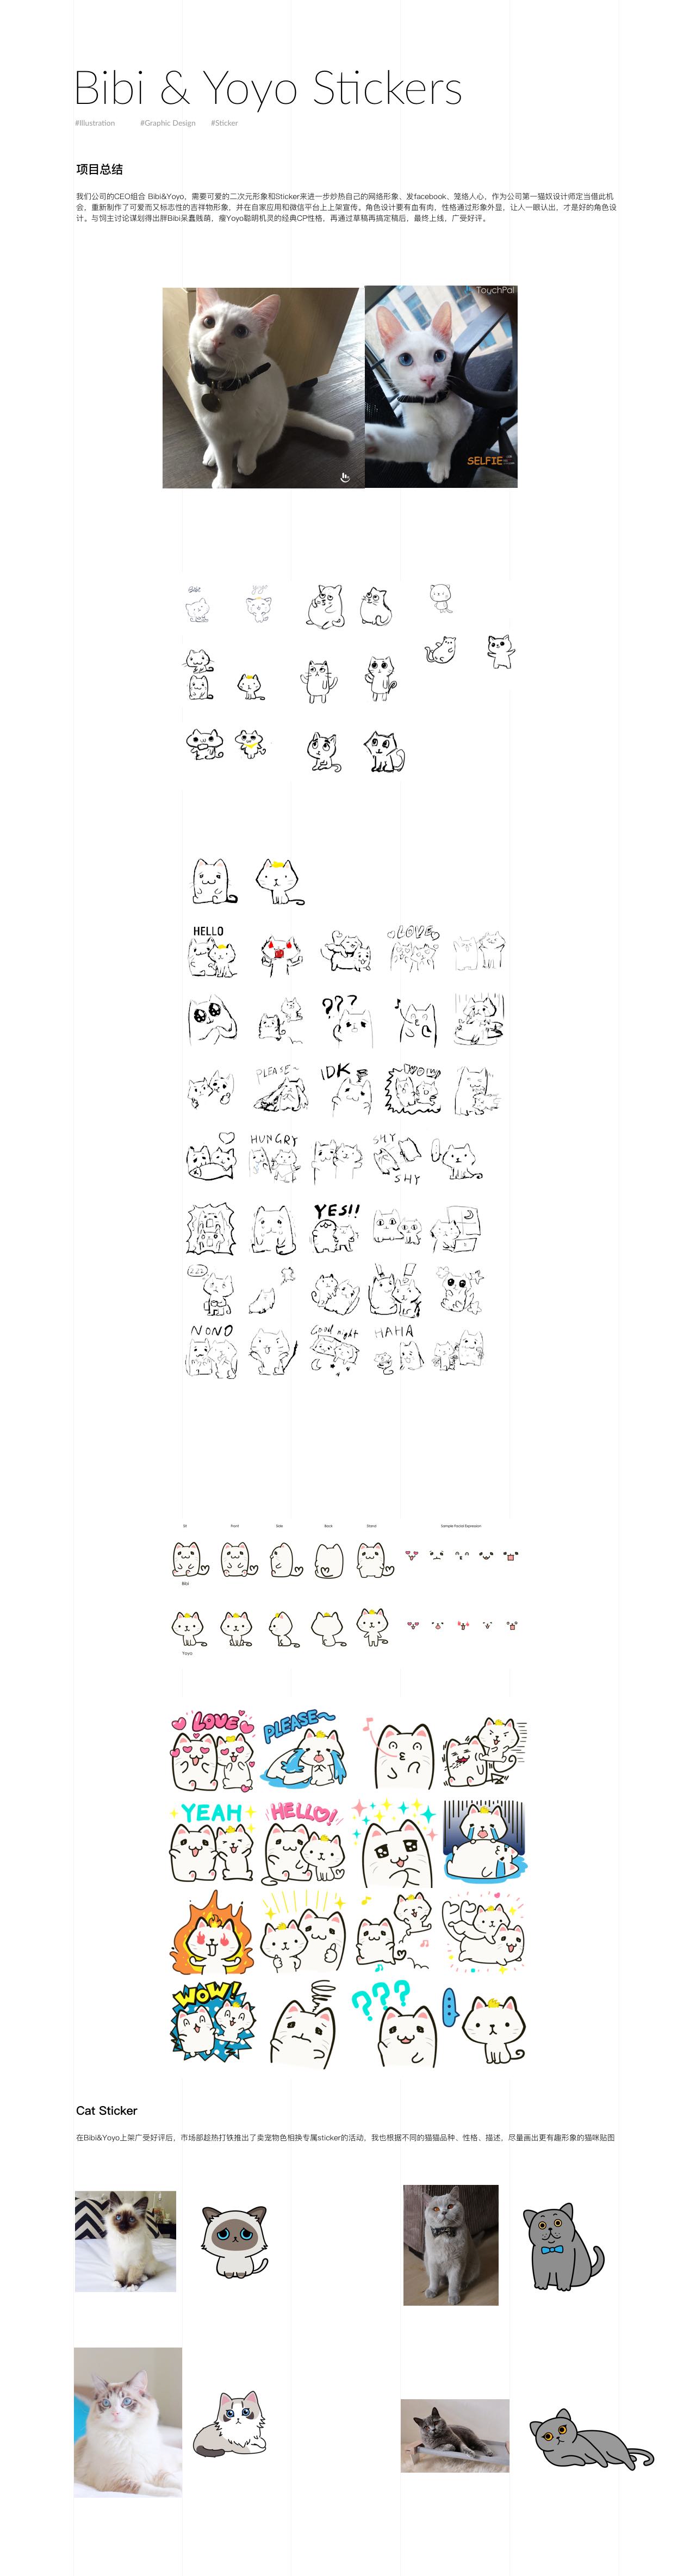 Bibi & Yoyo Stickers
#Illustration #Graphic Design #Sticker
项目总结
我们公司的CEO组合 Bibi&Yoyo，需要可爱的二次元形象和Sticker来进一步炒热自己的网络形象、发facebook、笼络人心，作为公司第一猫奴设计师定当借此机
会，重新制作了可爱而又标志性的吉祥物形象，并在自家应用和微信平台上上架宣传。角色设计要有血有肉，性格通过形象外显，让人一眼认出，才是好的角色设
计。与饲主讨论谋划得出胖Bibi呆蠢贱萌，瘦Yoyo聪明机灵的经典CP性格，再通过草稿再搞定稿后，最终上线，广受好评。
TouchPal
SELFIE
Bibi yoyo
HELLO
LOVE
???
PLEASE~
IDK
WOW
HUNGRY
SHY
SHY
YES!!
NONO
Good night
HAHA
Sit Front Side Back Stand Sample Facial Expression
Bibi
Yoyo
LOVE
PLEASE~
YEAH
HELLO!
WOW!
???
Cat Sticker
在Bibi&Yoyo上架广受好评后，市场部趁热打铁推出了卖宠物色相换专属sticker的活动，我也根据不同的猫猫品种、性格、描述，尽量画出更有趣形象的猫咪贴图